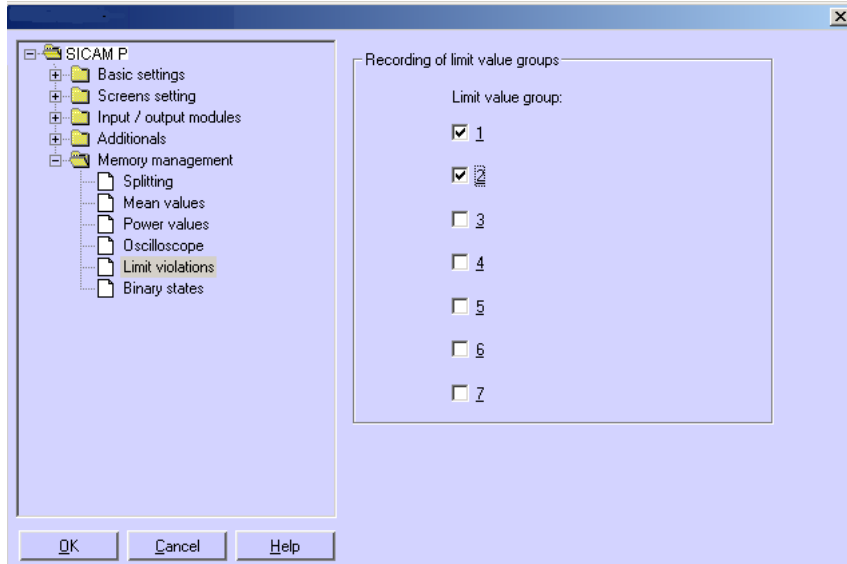 SICAM P
Basic settings
Screens setting
Input / output modules
Additionals
Memory management
Splitting
Mean values
Power values
Oscilloscope
Limit violations
Binary states
Recording of limit value groups
Limit value group:
1
2
3
4
5
6
7
OK
Cancel
Help